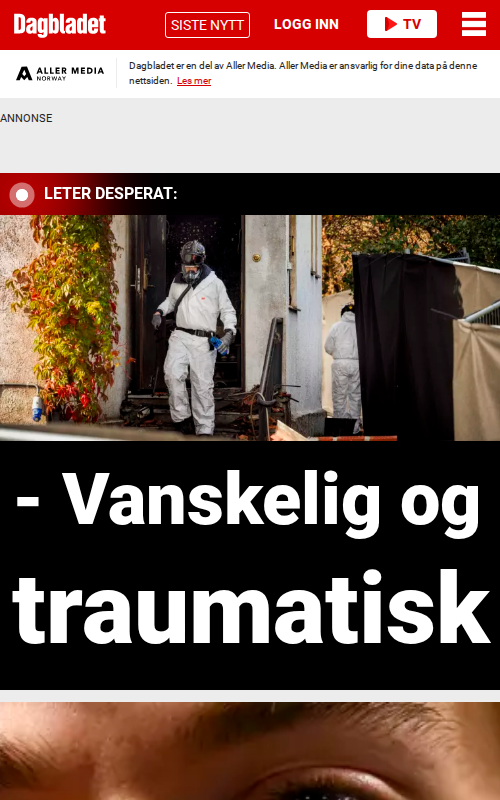 Dagbladet
SISTE NYTT
LOGG INN
TV
ALLER MEDIA
NORWAY
Dagbladet er en del av Aller Media. Aller Media er ansvarlig for dine data på denne
nettsiden. Les mer
ANNONSE
LETER DESPERAT:
- Vanskelig og
traumatisk